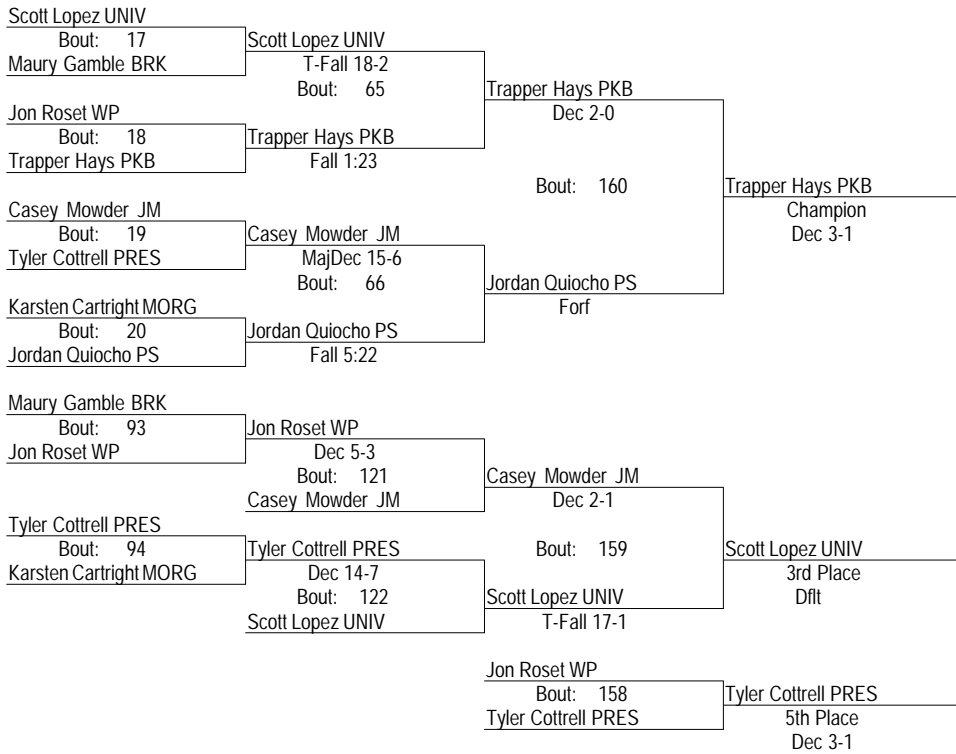 Scott Lopez UNIV
Bout: 17
Maury Gamble BRK
Scott Lopez UNIV
T-Fall 18-2
Bout: 65
Jon Roset WP
Bout: 18
Trapper Hays PKB
Trapper Hays PKB
Fall 1:23
Trapper Hays PKB
Dec 2-0
Casey Mowder JM
Bout: 19
Tyler Cottrell PRES
Casey Mowder JM
MajDec 15-6
Bout: 66
Karsten Cartright MORG
Bout: 20
Jordan Quiocho PS
Jordan Quiocho PS
Fall 5:22
Jordan Quiocho PS
Forf
Bout: 160
Trapper Hays PKB
Champion
Dec 3-1
Maury Gamble BRK
Bout: 93
Jon Roset WP
Jon Roset WP
Dec 5-3
Bout: 121
Casey Mowder JM
Casey Mowder JM
Dec 2-1
Tyler Cottrell PRES
Bout: 94
Karsten Cartright MORG
Tyler Cottrell PRES
Dec 14-7
Bout: 122
Scott Lopez UNIV
Scott Lopez UNIV
T-Fall 17-1
Bout: 159
Scott Lopez UNIV
3rd Place
Dflt
Jon Roset WP
Bout: 158
Tyler Cottrell PRES
Tyler Cottrell PRES
5th Place
Dec 3-1